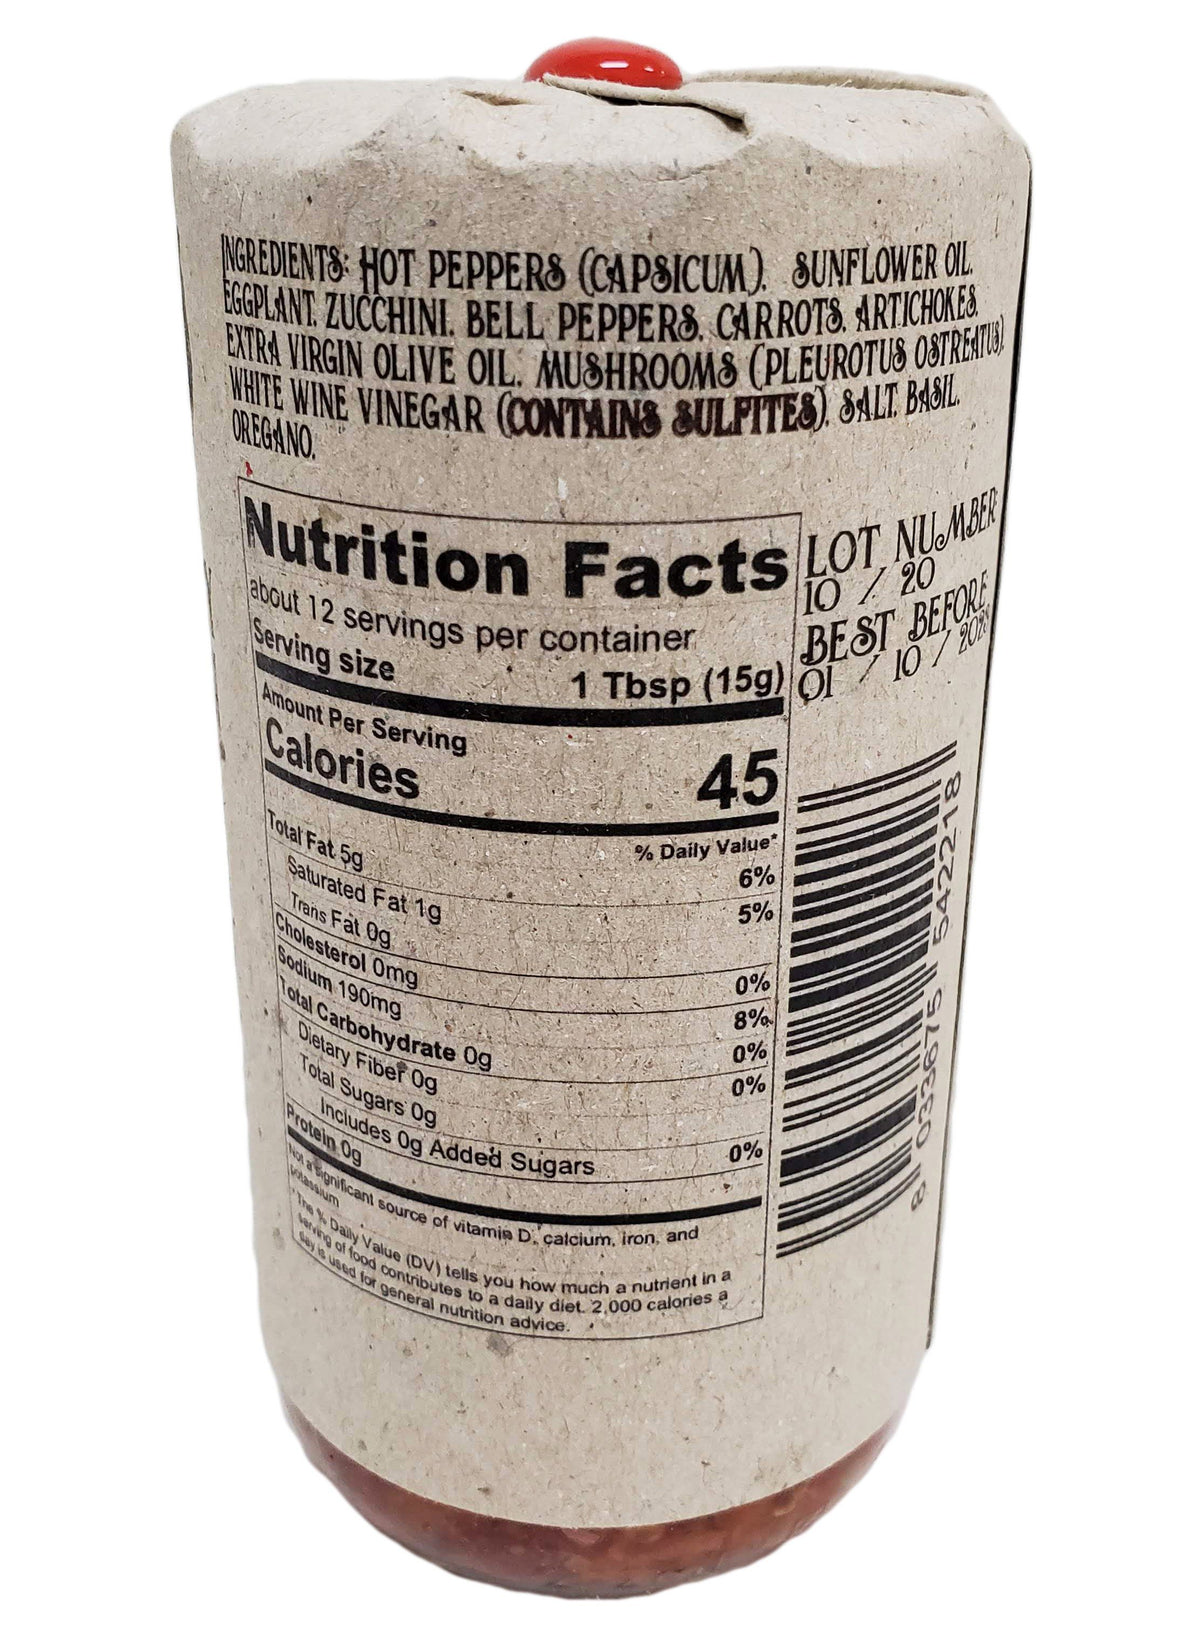 INGREDIENTS: HOT PEPPERS (CAPSICUM), SUNFLOWER OIL,
EGGPLANT, ZUCCHINI, BELL PEPPERS, CARROTS, ARTICHOKES,
EXTRA VIRGIN OLIVE OIL, MUSHROOMS (PLEUROTUS OSTREATUS),
WHITE WINE VINEGAR (CONTAINS SULFITES), SALT, BASIL,
OREGANO.
Nutrition Facts
about 12 servings per container
Serving size 1 Tbsp (15g)
Amount Per Serving
Calories 45
% Daily Value*
Total Fat 5g 6%
Saturated Fat 1g 5%
Trans Fat 0g
Cholesterol 0mg 0%
Sodium 190mg 8%
Total Carbohydrate 0g 0%
Dietary Fiber 0g 0%
Total Sugars 0g
Includes 0g Added Sugars 0%
Protein 0g
Not a significant source of vitamin D, calcium, iron, and
potassium
*The % Daily Value (DV) tells you how much a nutrient in a
serving of food contributes to a daily diet. 2,000 calories a
day is used for general nutrition advice.
LOT NUMBER:
10 / 20
BEST BEFORE
01 / 10 /
8 033675 542218